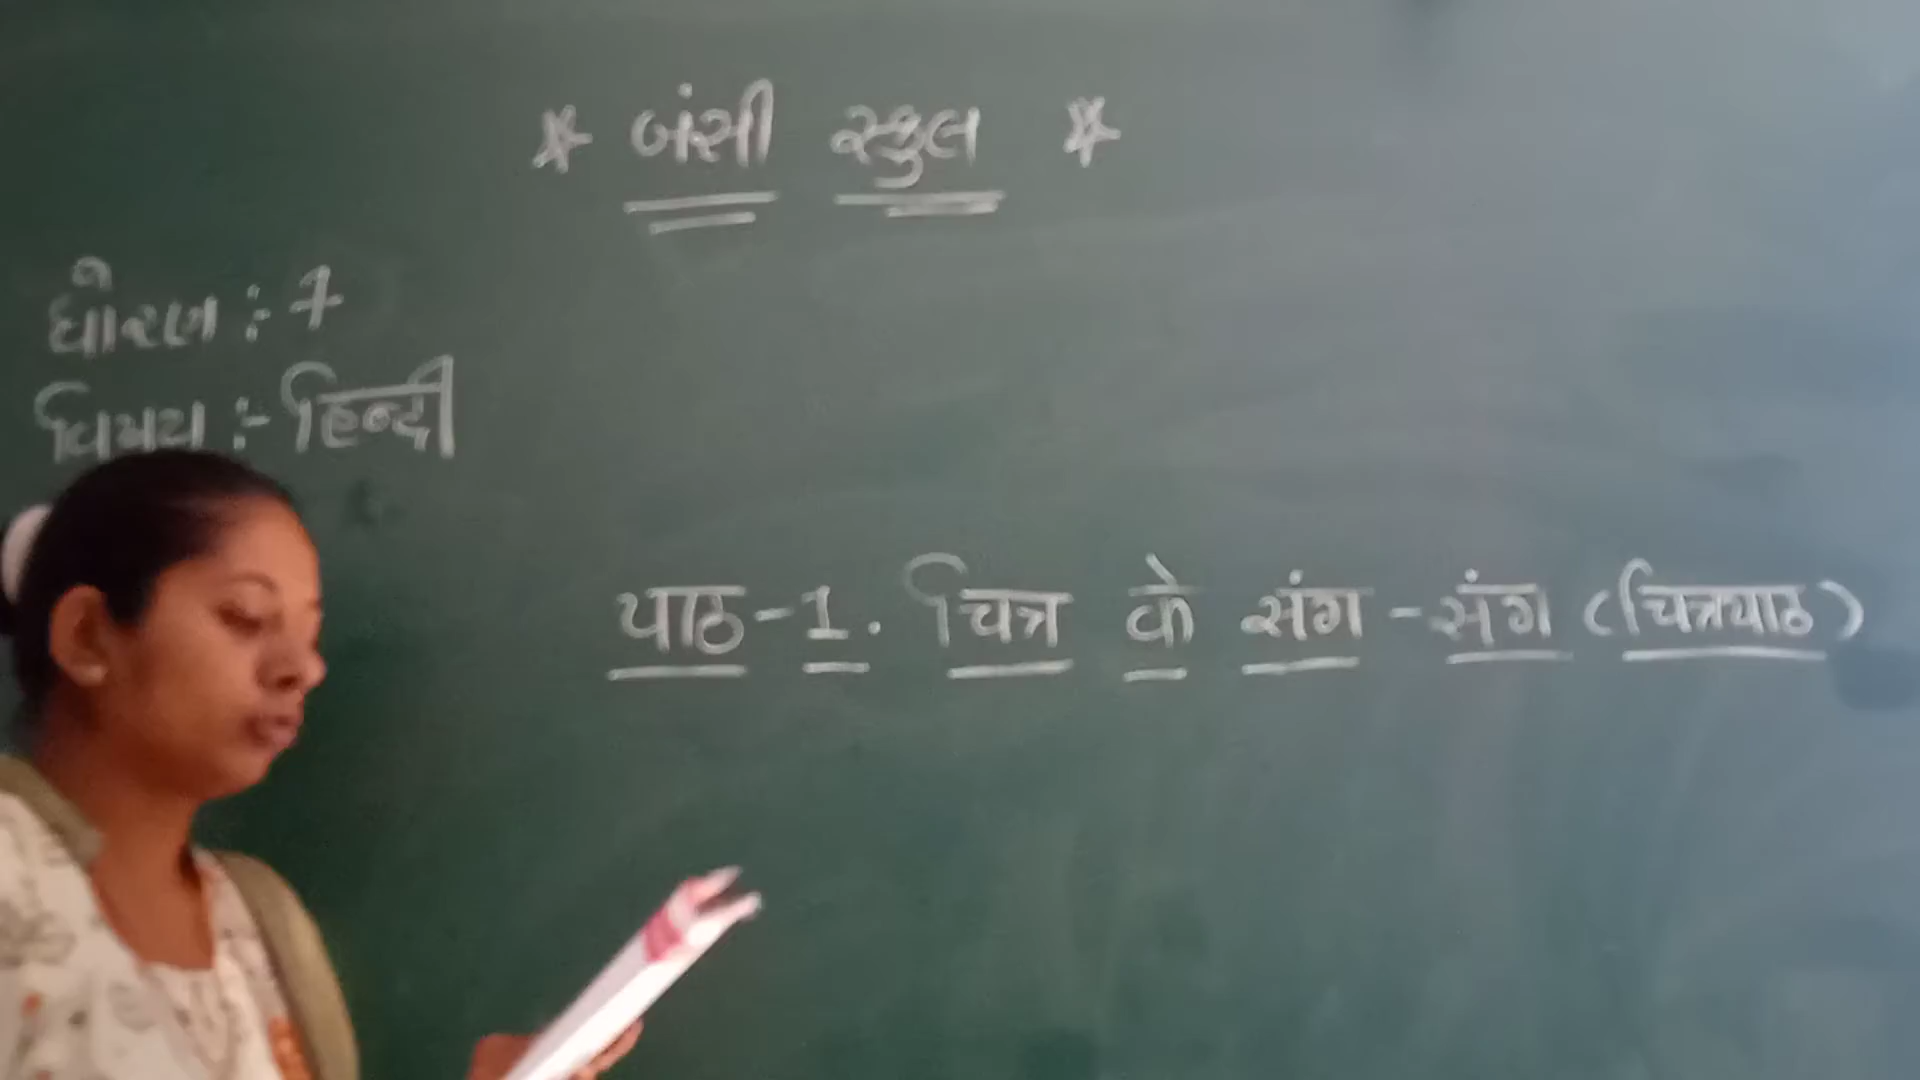 * બંસી સ્કુલ *
ધોરણ :- 7
વિષય :- हिन्दी
पाठ-1. चित्र के संग-संग (चित्रपाठ)